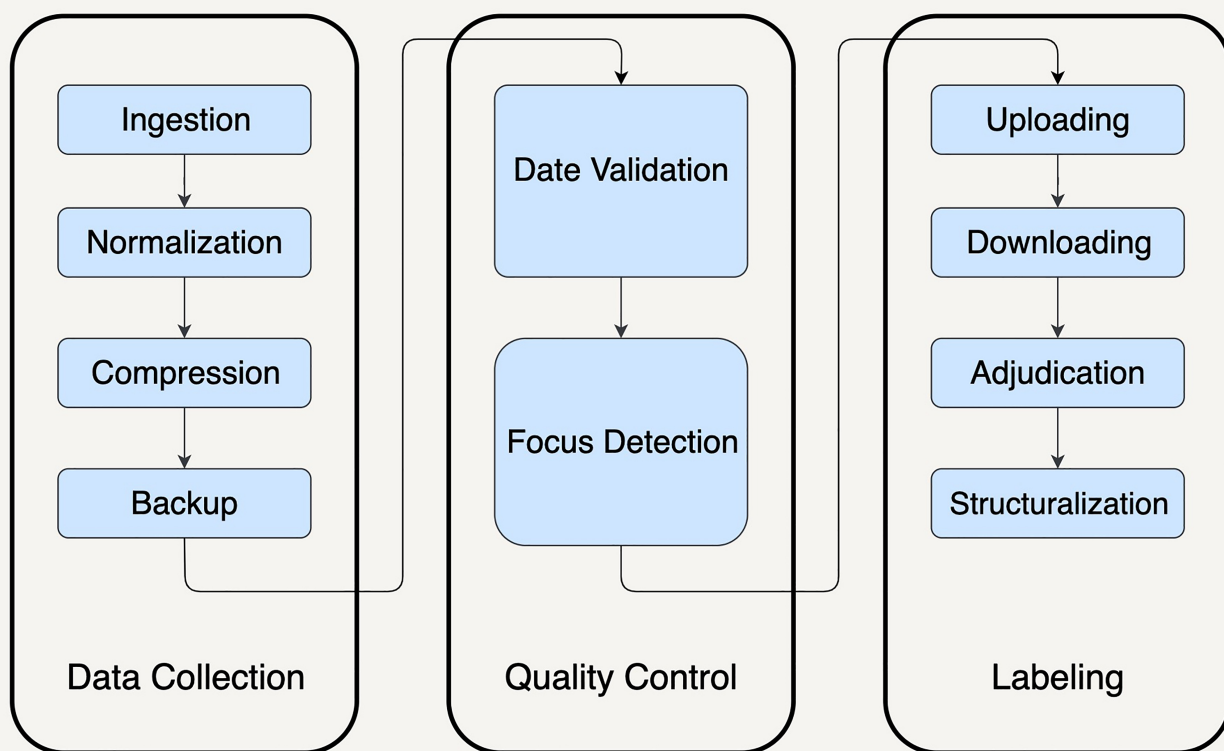 Ingestion
Normalization
Compression
Backup
Data Collection
Date Validation
Focus Detection
Quality Control
Uploading
Downloading
Adjudication
Structuralization
Labeling